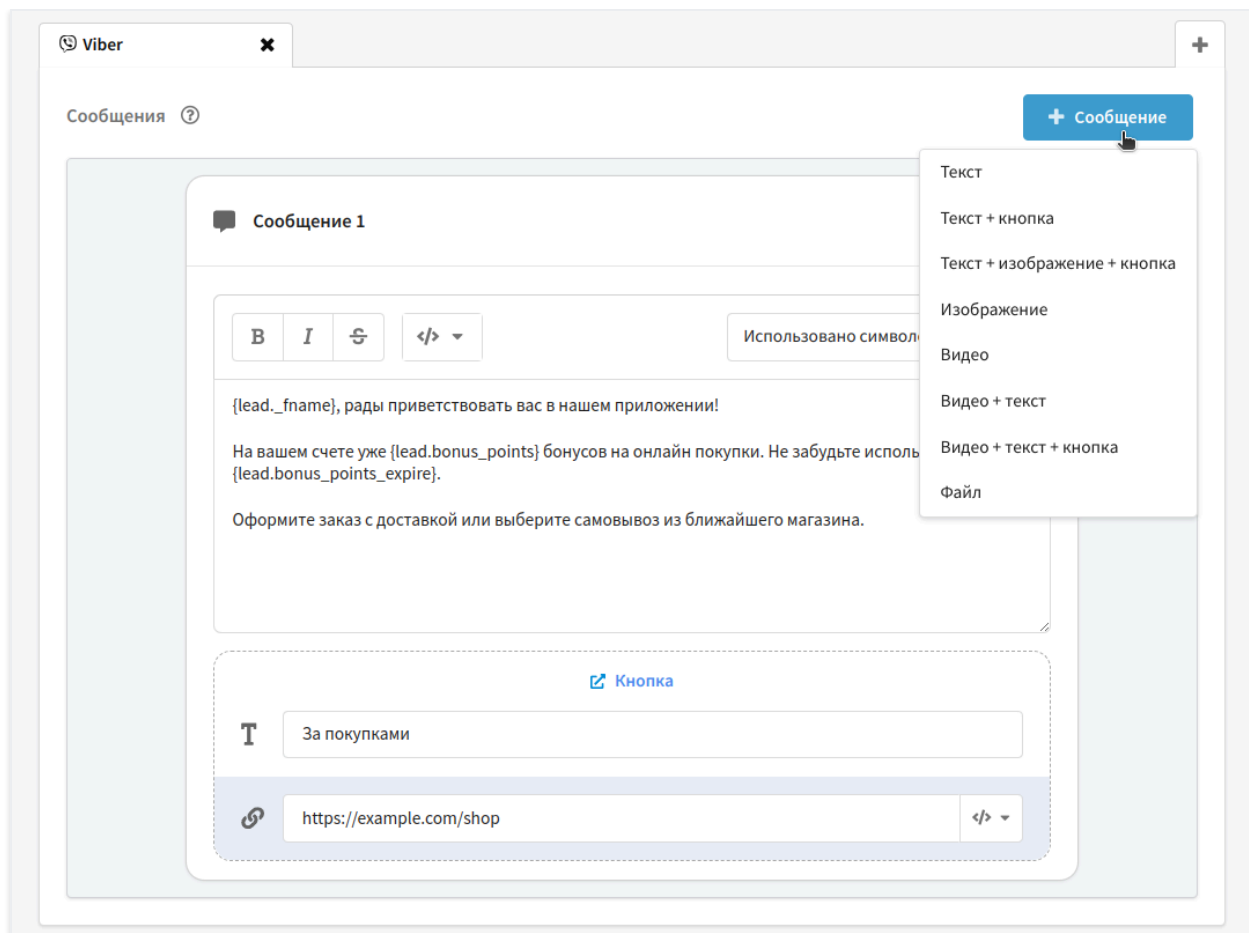 Viber
Сообщения
Сообщение
Текст
Текст + кнопка
Текст + изображение + кнопка
Изображение
Видео
Видео + текст
Видео + текст + кнопка
Файл
Сообщение 1
B I S </>
Использовано
{lead._fname}, рады приветствовать вас в нашем приложении!
На вашем счете уже {lead.bonus_points} бонусов на онлайн покупки. Не забудьте
{lead.bonus_points_expire}.
Оформите заказ с доставкой или выберите самовывоз из ближайшего магазина.
Кнопка
T За покупками
https://example.com/shop </>